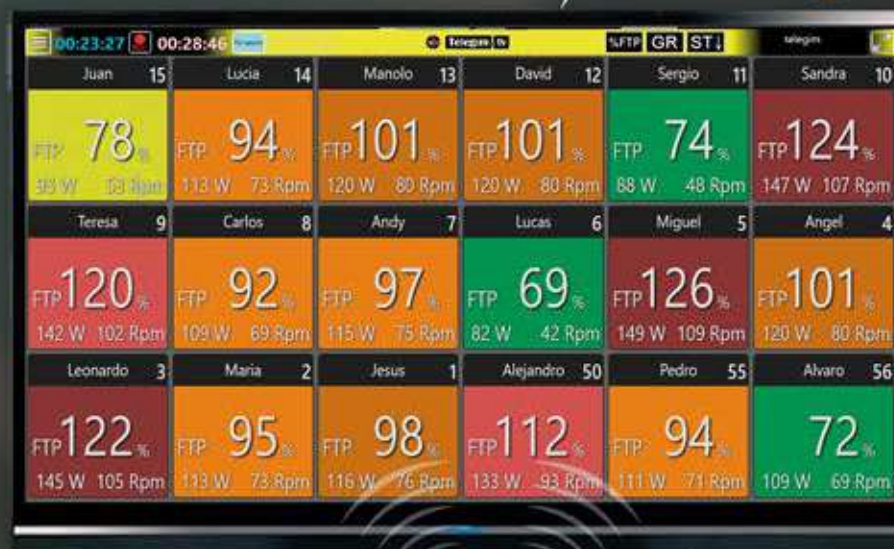 00:23:27 00:28:46 Telegim tv %FTP GR ST↓ telegim
Juan 15 Lucia 14 Manolo 13 David 12 Sergio 11 Sandra 10
FTP 78 % FTP 94 % FTP 101 % FTP 101 % FTP 74 % FTP 124 %
93 W 53 Rpm 113 W 73 Rpm 120 W 80 Rpm 120 W 80 Rpm 88 W 48 Rpm 147 W 107 Rpm
Teresa 9 Carlos 8 Andy 7 Lucas 6 Miguel 5 Angel 4
FTP 120 % FTP 92 % FTP 97 % FTP 69 % FTP 126 % FTP 101 %
142 W 102 Rpm 109 W 69 Rpm 115 W 75 Rpm 82 W 42 Rpm 149 W 109 Rpm 120 W 80 Rpm
Leonardo 3 Maria 2 Jesus 1 Alejandro 50 Pedro 55 Alvaro 56
FTP 122 % FTP 95 % FTP 98 % FTP 112 % FTP 94 % 72 %
145 W 105 Rpm 113 W 73 Rpm 116 W 76 Rpm 133 W 93 Rpm 111 W 71 Rpm 109 W 69 Rpm